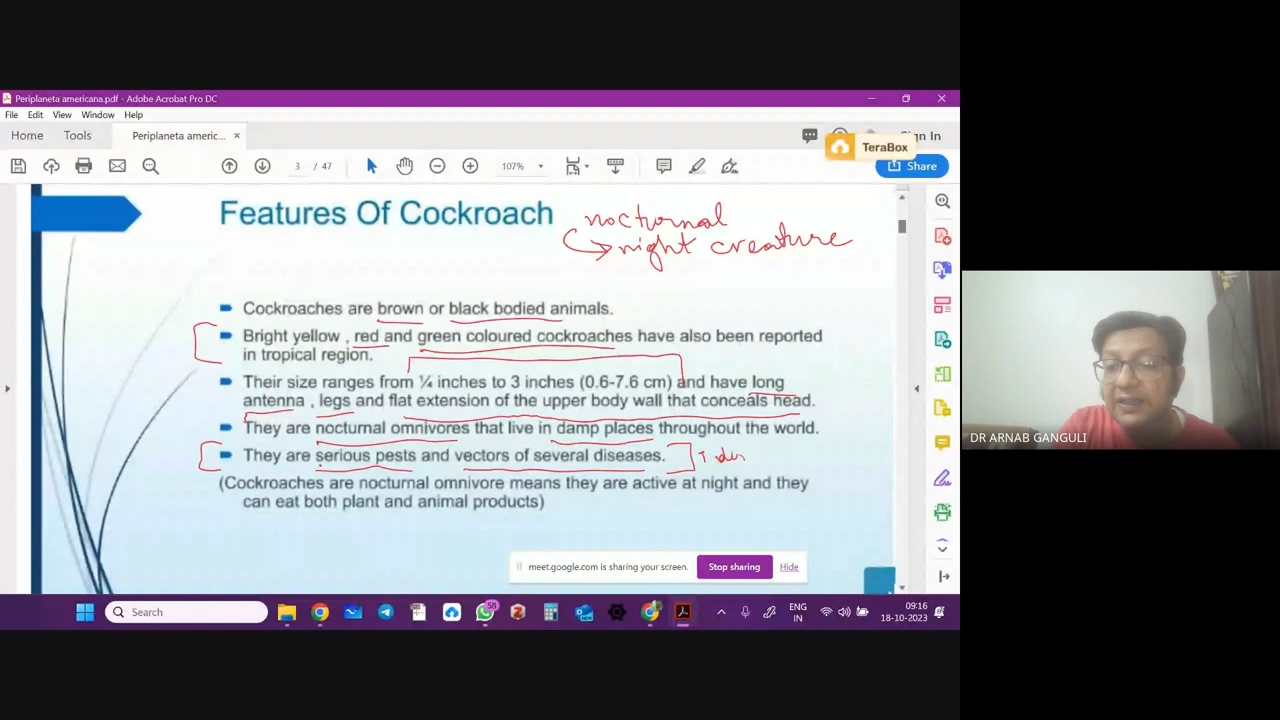 Periplaneta americana.pdf - Adobe Acrobat Pro DC
File Edit View Window Help
Home Tools Periplaneta americ... × Sign In
TeraBox
3 / 47 107% Share
Features Of Cockroach
nocturnal
night creature
Cockroaches are brown or black bodied animals.
Bright yellow , red and green coloured cockroaches have also been reported
in tropical region.
Their size ranges from ¼ inches to 3 inches (0.6-7.6 cm) and have long
antenna , legs and flat extension of the upper body wall that conceals head.
They are nocturnal omnivores that live in damp places throughout the world.
They are serious pests and vectors of several diseases.
(Cockroaches are nocturnal omnivore means they are active at night and they
can eat both plant and animal products)
DR ARNAB GANGULI
meet.google.com is sharing your screen. Stop sharing Hide
Search 58 ENG 09:16
IN 18-10-2023